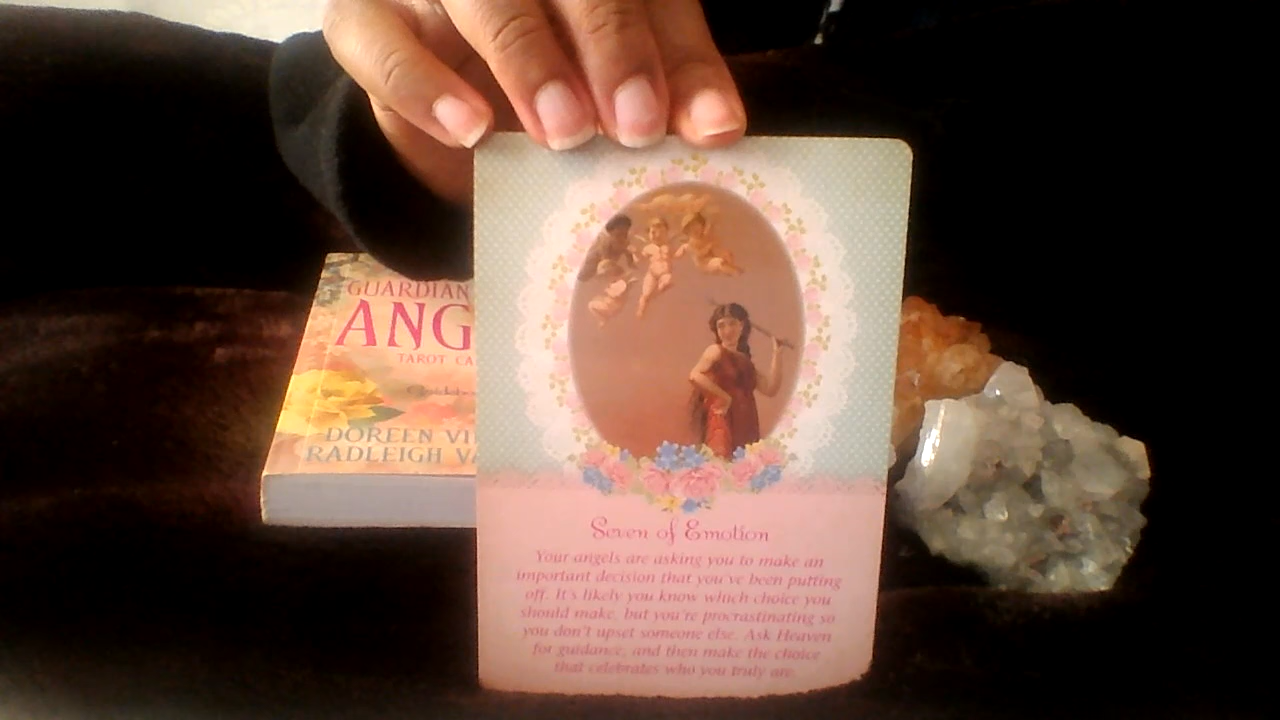 GUARDIAN
ANG
TAROT CA
DOREEN VI
RADLEIGH VA
Seven of Emotion
Your angels are asking you to make an
important decision that you've been putting
off. It's likely you know which choice you
should make, but you're procrastinating so
you don't upset someone else. Ask Heaven
for guidance, and then make the choice
that celebrates who you truly are.